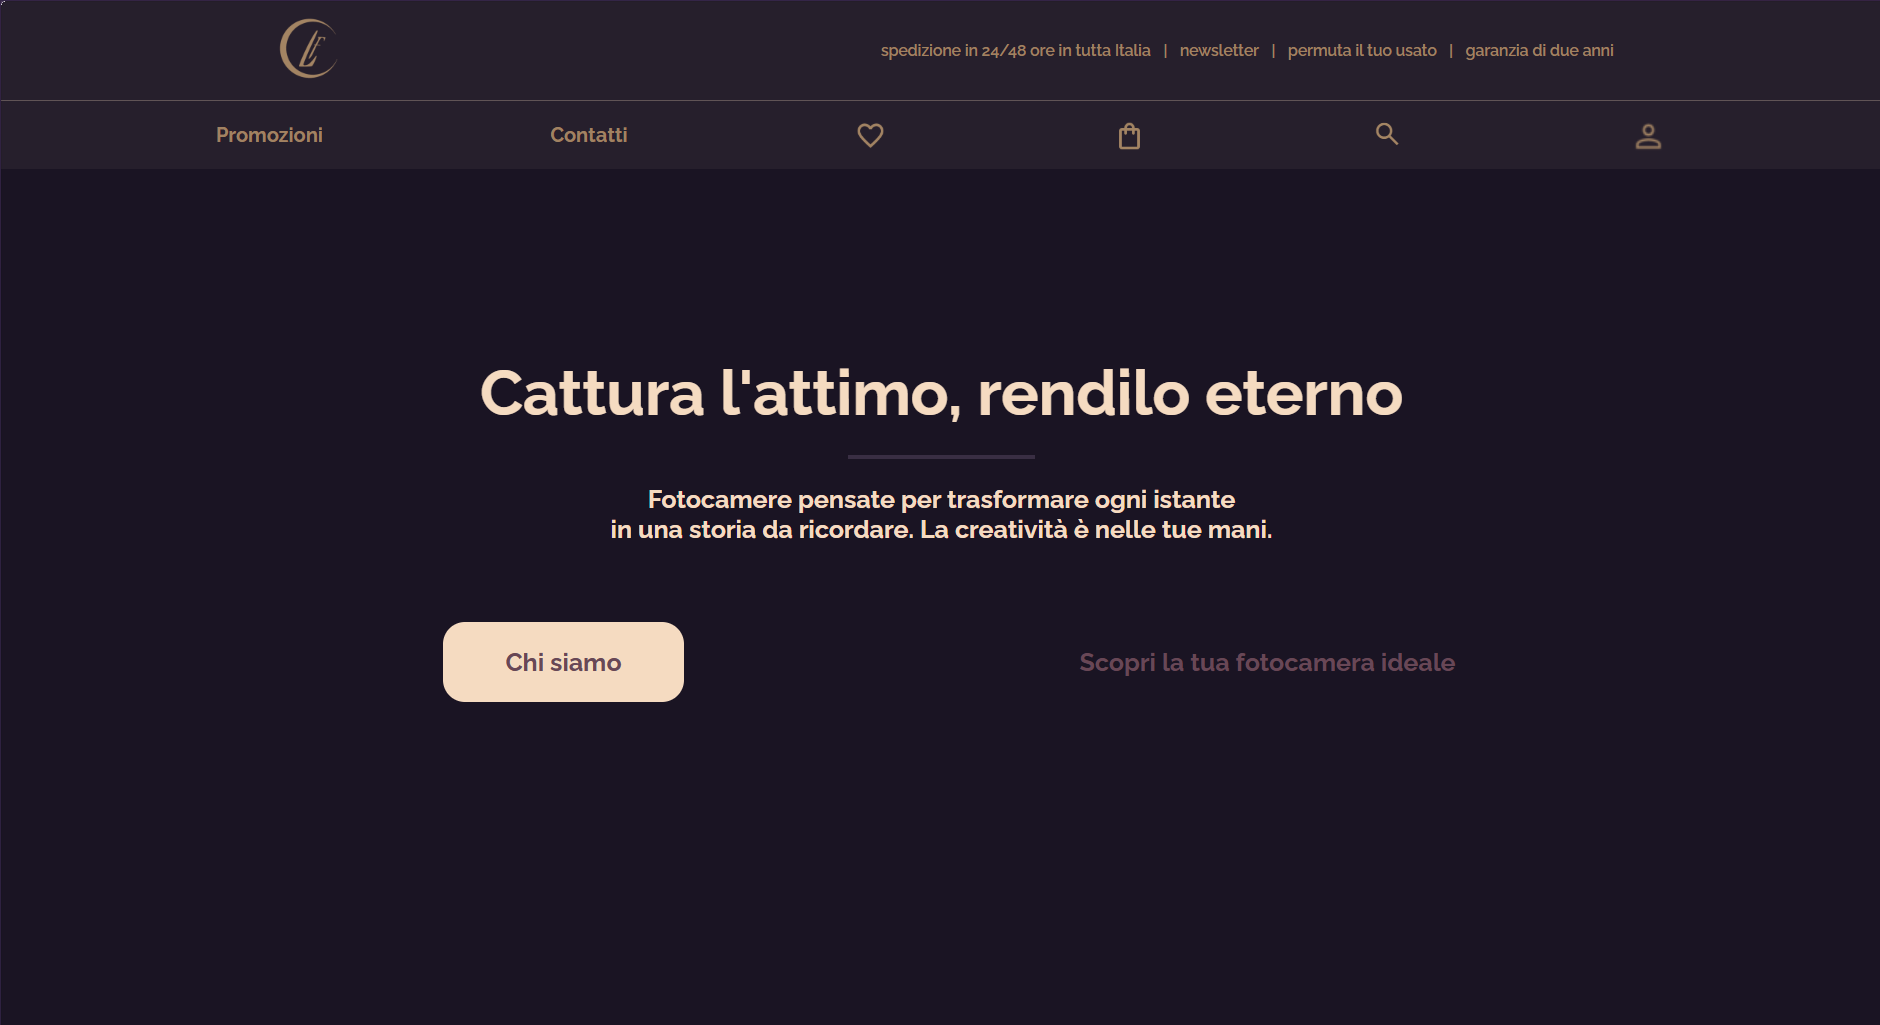 spedizione in 24/48 ore in tutta Italia | newsletter | permuta il tuo usato | garanzia di due anni
Promozioni Contatti
Cattura l'attimo, rendilo eterno
Fotocamere pensate per trasformare ogni istante
in una storia da ricordare. La creatività è nelle tue mani.
Chi siamo Scopri la tua fotocamera ideale